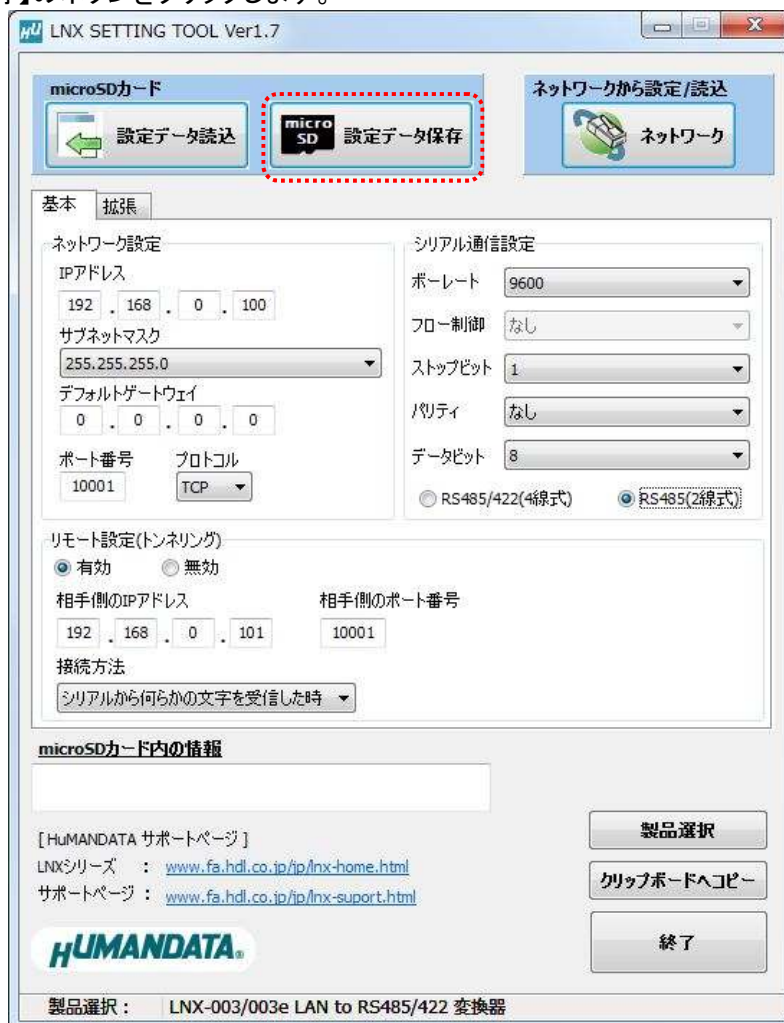 】のボタンをクリックします。
LNX SETTING TOOL Ver1.7
microSDカード
設定データ読込
micro SD 設定データ保存
ネットワークから設定/読込
ネットワーク
基本 拡張
ネットワーク設定
IPアドレス
192 . 168 . 0 . 100
サブネットマスク
255.255.255.0
デフォルトゲートウェイ
0 . 0 . 0 . 0
ポート番号 プロトコル
10001 TCP
シリアル通信設定
ボーレート 9600
フロー制御 なし
ストップビット 1
パリティ なし
データビット 8
RS485/422(4線式) RS485(2線式)
リモート設定(トンネリング)
有効 無効
相手側のIPアドレス 相手側のポート番号
192 . 168 . 0 . 101 10001
接続方法
シリアルから何らかの文字を受信した時
microSDカード内の情報
[ HuMANDATA サポートページ ]
LNXシリーズ : www.fa.hdl.co.jp/jp/lnx-home.html
サポートページ : www.fa.hdl.co.jp/jp/lnx-suport.html
HUMANDATA®
製品選択
クリップボードへコピー
終了
製品選択: LNX-003/003e LAN to RS485/422 変換器